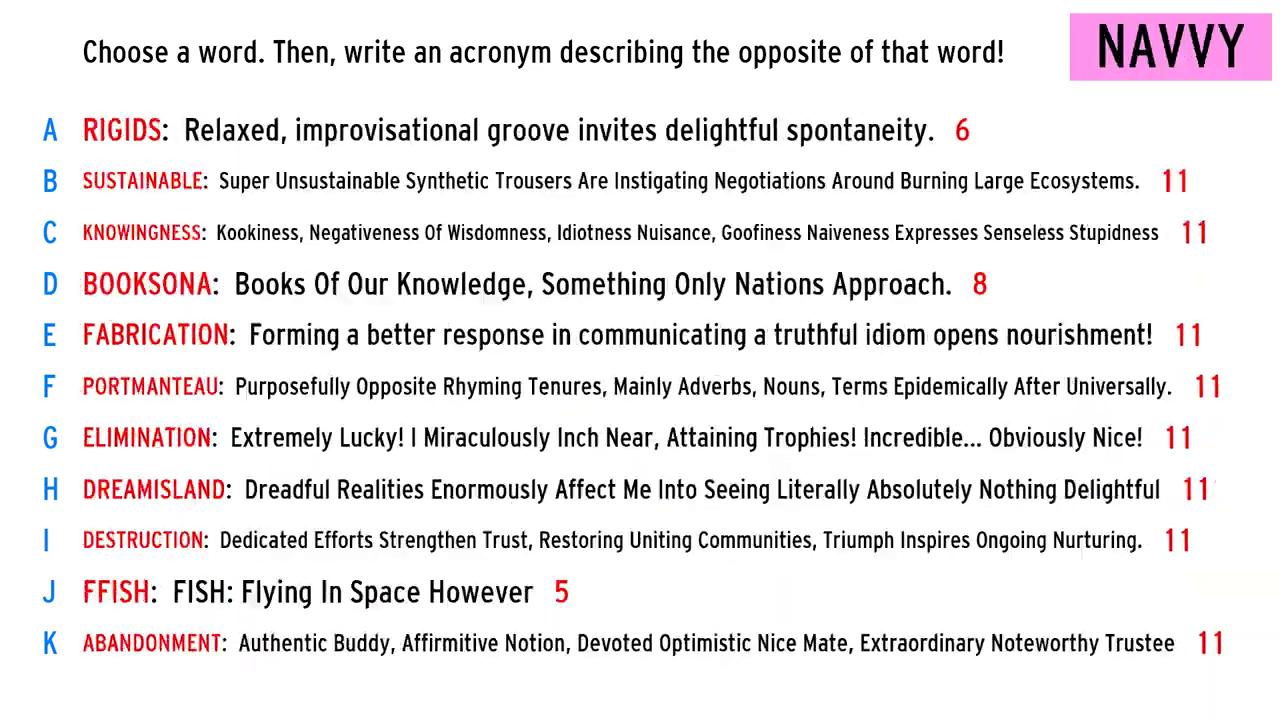 Choose a word. Then, write an acronym describing the opposite of that word!
NAVVY
A RIGIDS: Relaxed, improvisational groove invites delightful spontaneity. 6
B SUSTAINABLE: Super Unsustainable Synthetic Trousers Are Instigating Negotiations Around Burning Large Ecosystems. 11
C KNOWINGNESS: Kookiness, Negativeness Of Wisdomness, Idiotness Nuisance, Goofiness Naiveness Expresses Senseless Stupidness 11
D BOOKSONA: Books Of Our Knowledge, Something Only Nations Approach. 8
E FABRICATION: Forming a better response in communicating a truthful idiom opens nourishment! 11
F PORTMANTEAU: Purposefully Opposite Rhyming Tenures, Mainly Adverbs, Nouns, Terms Epidemically After Universally. 11
G ELIMINATION: Extremely Lucky! I Miraculously Inch Near, Attaining Trophies! Incredible... Obviously Nice! 11
H DREAMISLAND: Dreadful Realities Enormously Affect Me Into Seeing Literally Absolutely Nothing Delightful 11
I DESTRUCTION: Dedicated Efforts Strengthen Trust, Restoring Uniting Communities, Triumph Inspires Ongoing Nurturing. 11
J FFISH: FISH: Flying In Space However 5
K ABANDONMENT: Authentic Buddy, Affirmitive Notion, Devoted Optimistic Nice Mate, Extraordinary Noteworthy Trustee 11